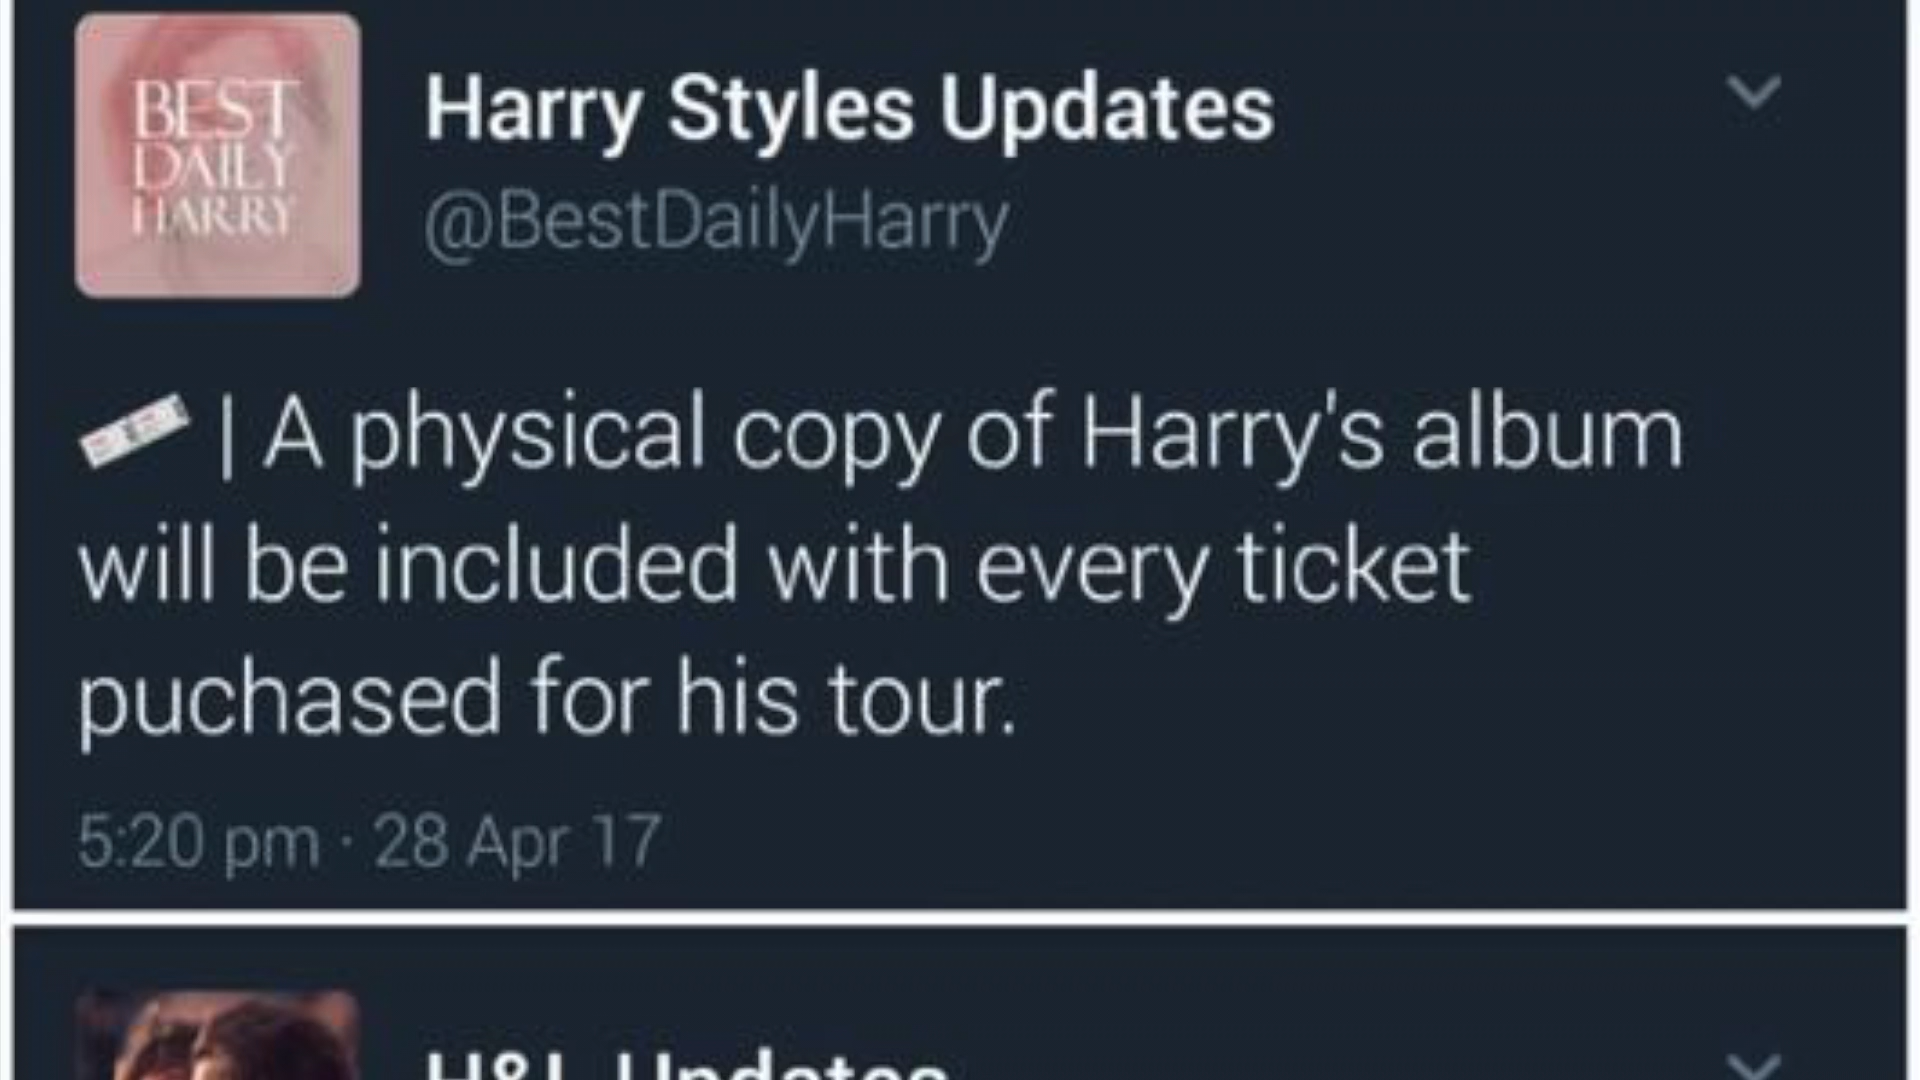 BEST
DAILY
HARRY
Harry Styles Updates
@BestDailyHarry
| A physical copy of Harry's album
will be included with every ticket
puchased for his tour.
5:20 pm · 28 Apr 17
H&L Updates